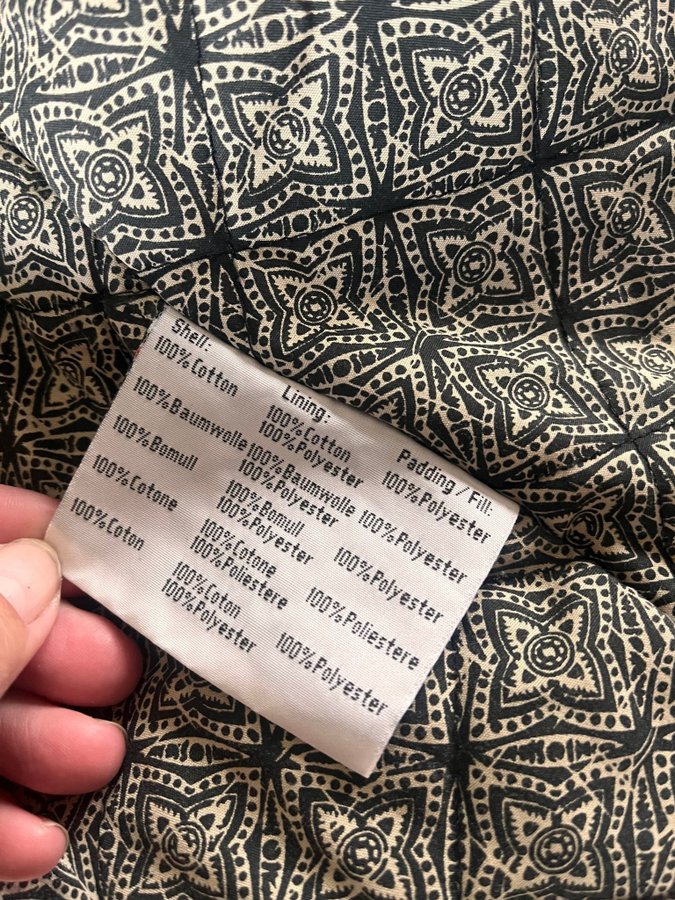 Shell:
100%Cotton
100%Baumwolle
100%Bomull
100%Cotone
100%Coton
Lining:
100%Cotton
100%Polyester
100%Baumwolle
100%Polyester
100%Bomull
100%Polyester
100%Cotone
100%Poliestere
100%Coton
100%Polyester
Padding / Fill:
100%Polyester
100%Polyester
100%Polyester
100%Poliestere
100%Polyester